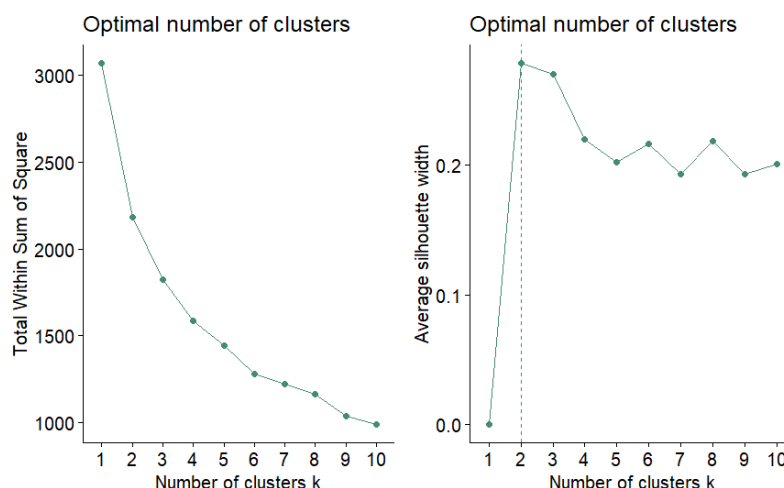 Optimal number of clusters
Total Within Sum of Square
3000
2500
2000
1500
1000
1 2 3 4 5 6 7 8 9 10
Number of clusters k
Optimal number of clusters
Average silhouette width
0.2
0.1
0.0
1 2 3 4 5 6 7 8 9 10
Number of clusters k